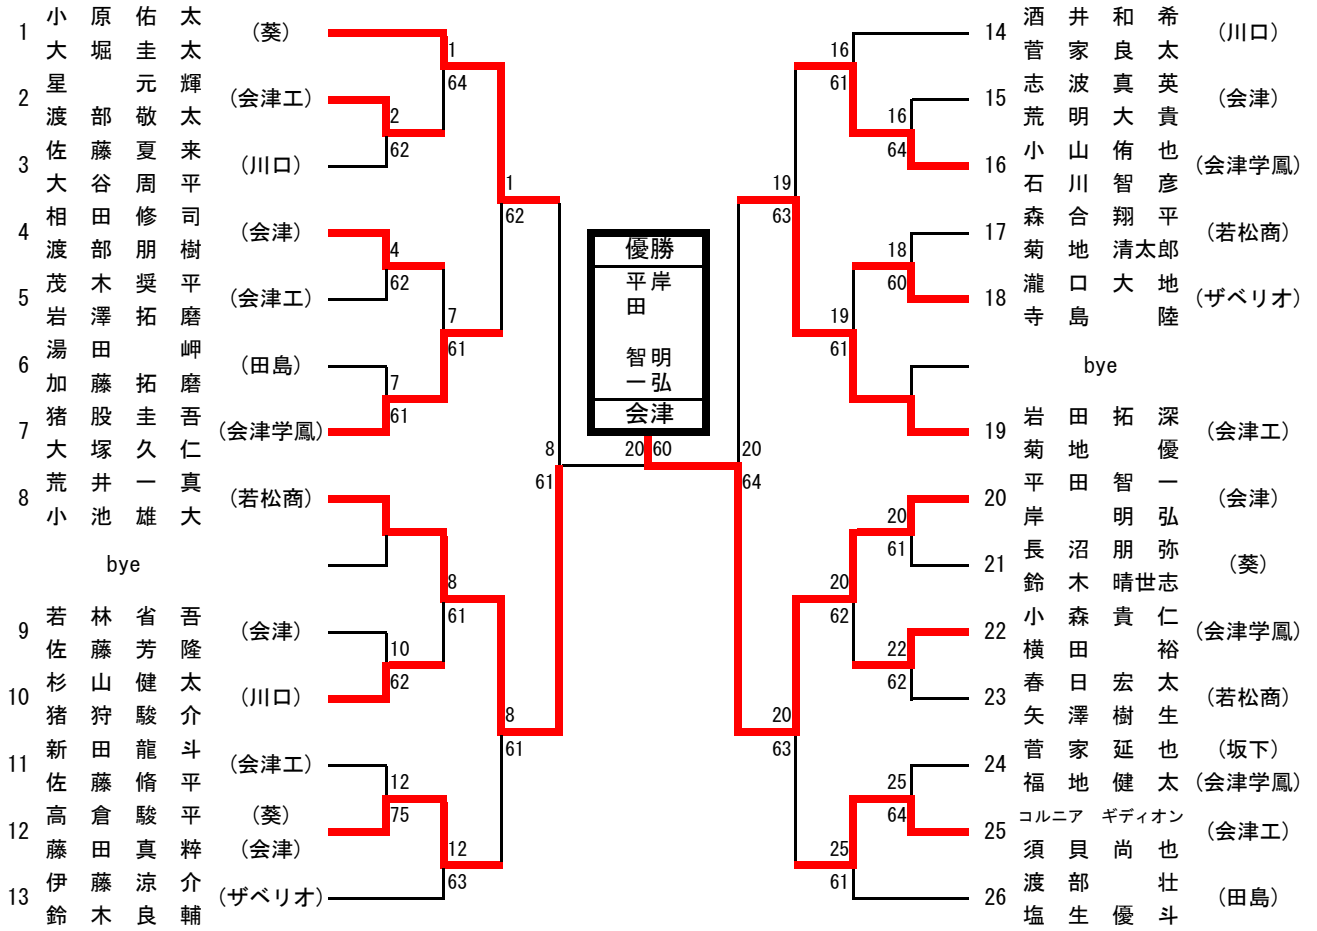 1 小原佑太 (葵)
大堀圭太
2 星元輝 (会津工)
渡部敬太
3 佐藤夏来 (川口)
大谷周平
4 相田修司 (会津)
渡部朋樹
5 茂木奨平 (会津工)
岩澤拓磨
6 湯田岬 (田島)
加藤拓磨
7 猪股圭吾 (会津学鳳)
大塚久仁
8 荒井一真 (若松商)
小池雄大
bye
9 若林省吾 (会津)
佐藤芳隆
10 杉山健太 (川口)
猪狩駿介
11 新田龍斗 (会津工)
佐藤脩平
12 高倉駿平 (葵)
藤田真粹 (会津)
13 伊藤涼介 (ザベリオ)
鈴木良輔
1
64
2
62
1
62
4
62
7
61
7
61
8
61
8
61
10
62
8
61
12
75
12
63
優勝
平田智一
岸明弘
会津
20 60
16
61
16
64
19
63
18
60
19
61
20
64
20
61
20
62
22
62
20
63
25
64
25
61
14 酒井和希 (川口)
菅家良太
15 志波真英 (会津)
荒明大貴
16 小山侑也 (会津学鳳)
石川智彦
17 森合翔平 (若松商)
菊地清太郎
18 瀧口大地 (ザベリオ)
寺島陸
bye
19 岩田拓深 (会津工)
菊地優
20 平田智一 (会津)
岸明弘
21 長沼朋弥 (葵)
鈴木晴世志
22 小森貴仁 (会津学鳳)
横田裕
23 春日宏太 (若松商)
矢澤樹生
24 菅家延也 (坂下)
福地健太 (会津学鳳)
25 コルニア ギディオン (会津工)
須貝尚也
26 渡部壮 (田島)
塩生優斗